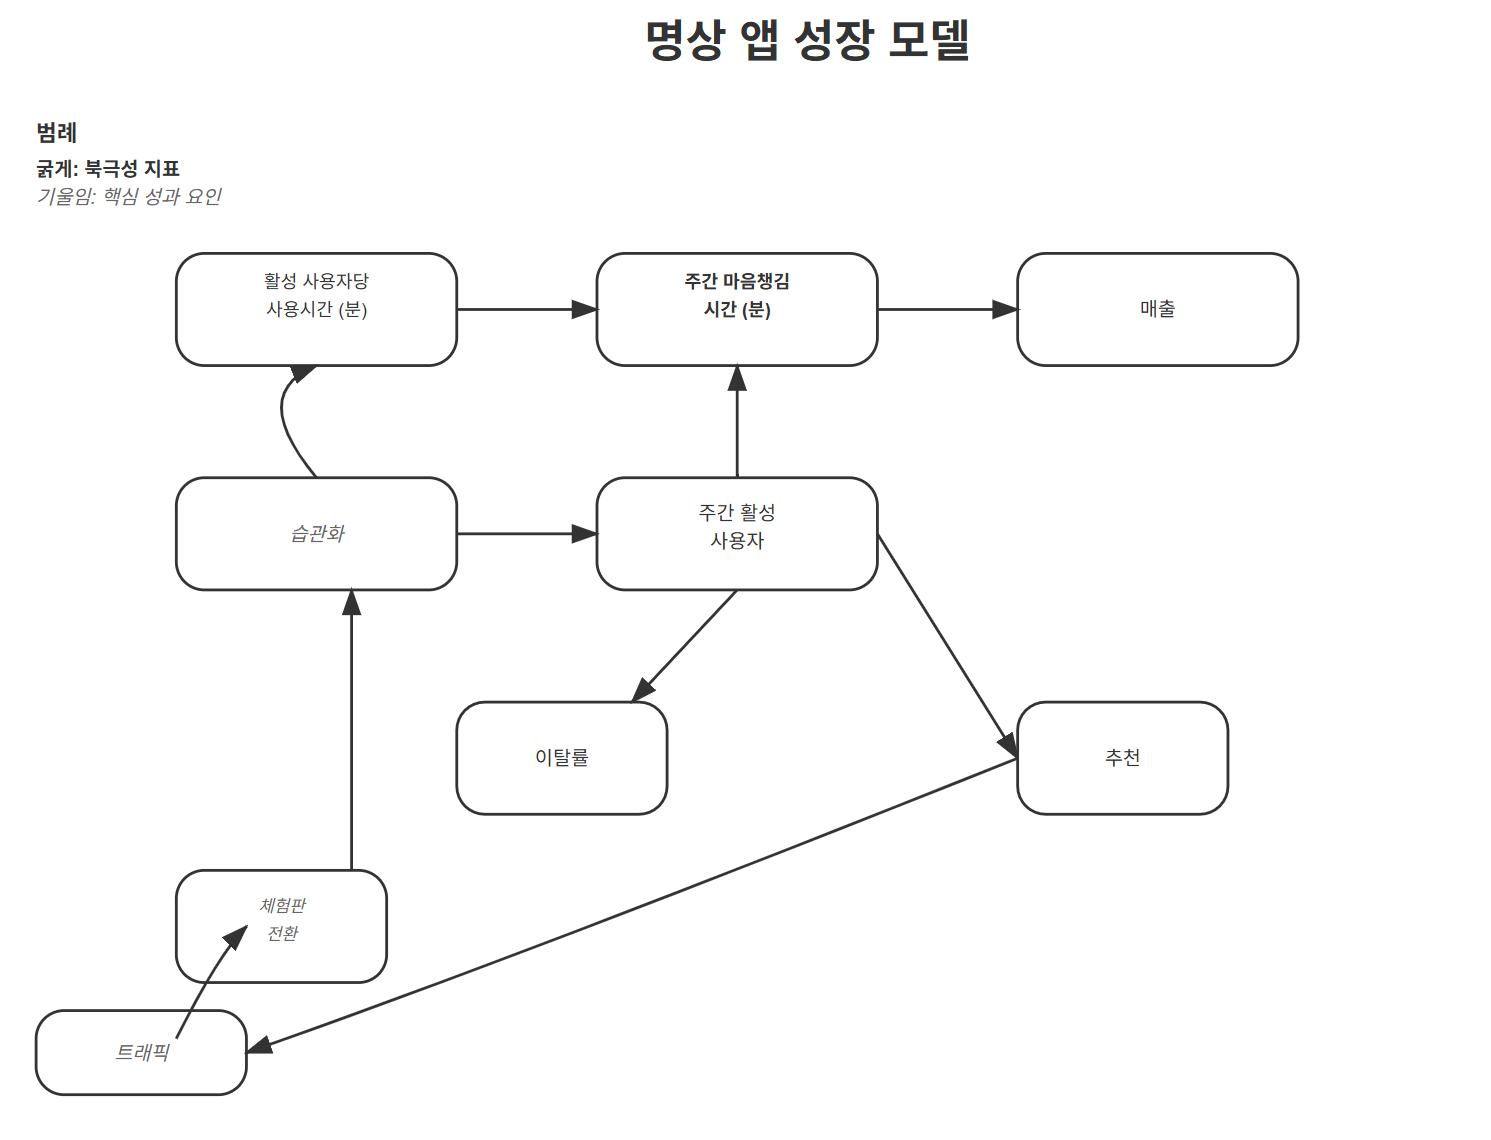 명상 앱 성장 모델
범례
굵게: 북극성 지표
기울임: 핵심 성과 요인
활성 사용자당
사용시간 (분)
주간 마음챙김
시간 (분)
매출
습관화
주간 활성
사용자
이탈률
추천
체험판
전환
트래픽